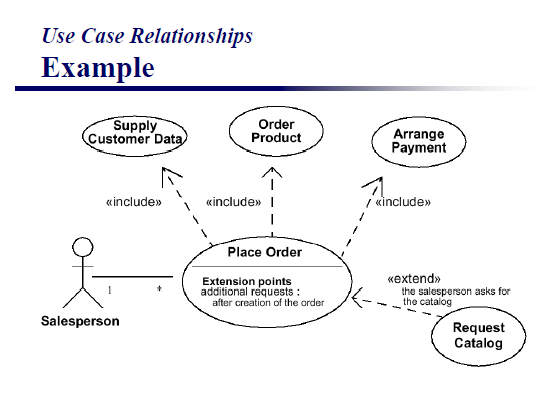 Use Case Relationships
Example
Supply
Customer Data
Order
Product
Arrange
Payment
«include»
«include»
«include»
Place Order
Extension points
additional requests :
after creation of the order
1
*
Salesperson
«extend»
the salesperson asks for
the catalog
Request
Catalog